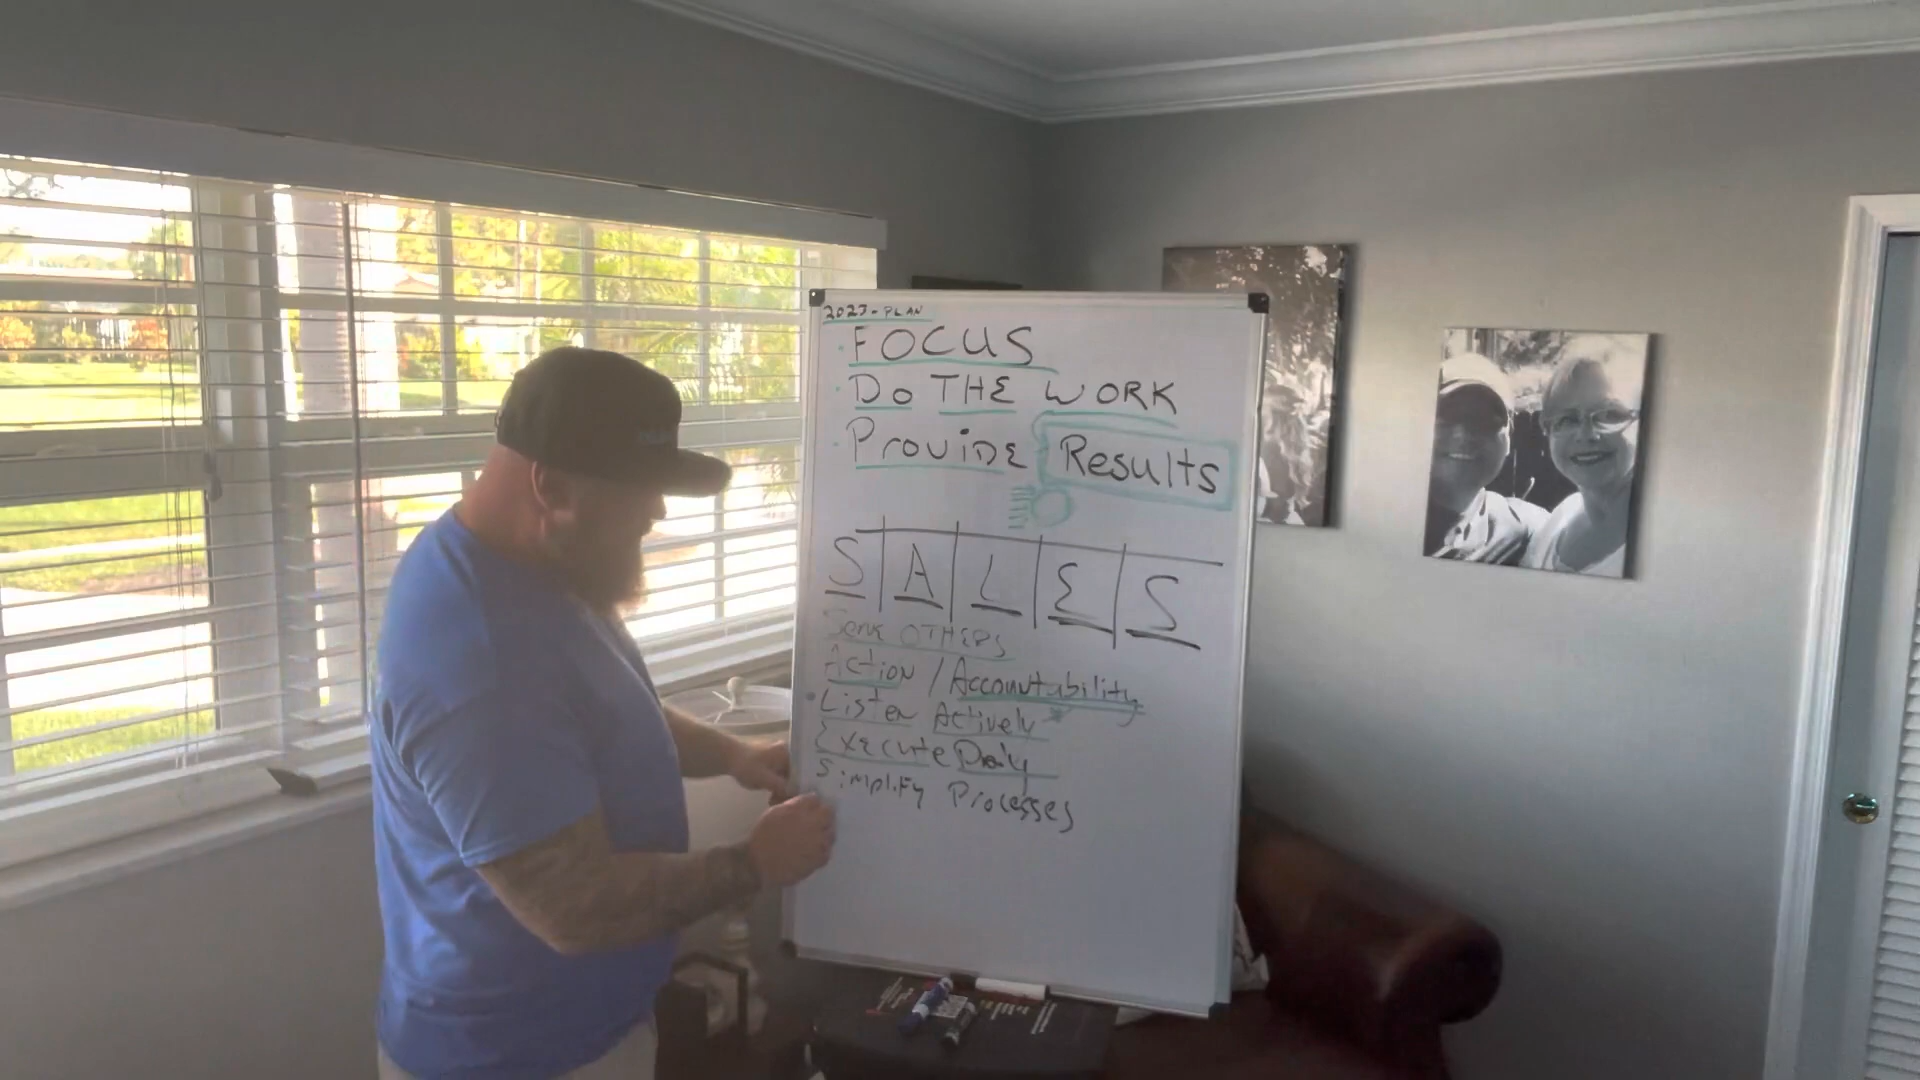 2023 - PLAN
FOCUS
DO THE WORK
PROVIDE Results
S A L E S
Serve OTHERS
Action / Accountability
Listen Actively
Execute Daily
Simplify Processes